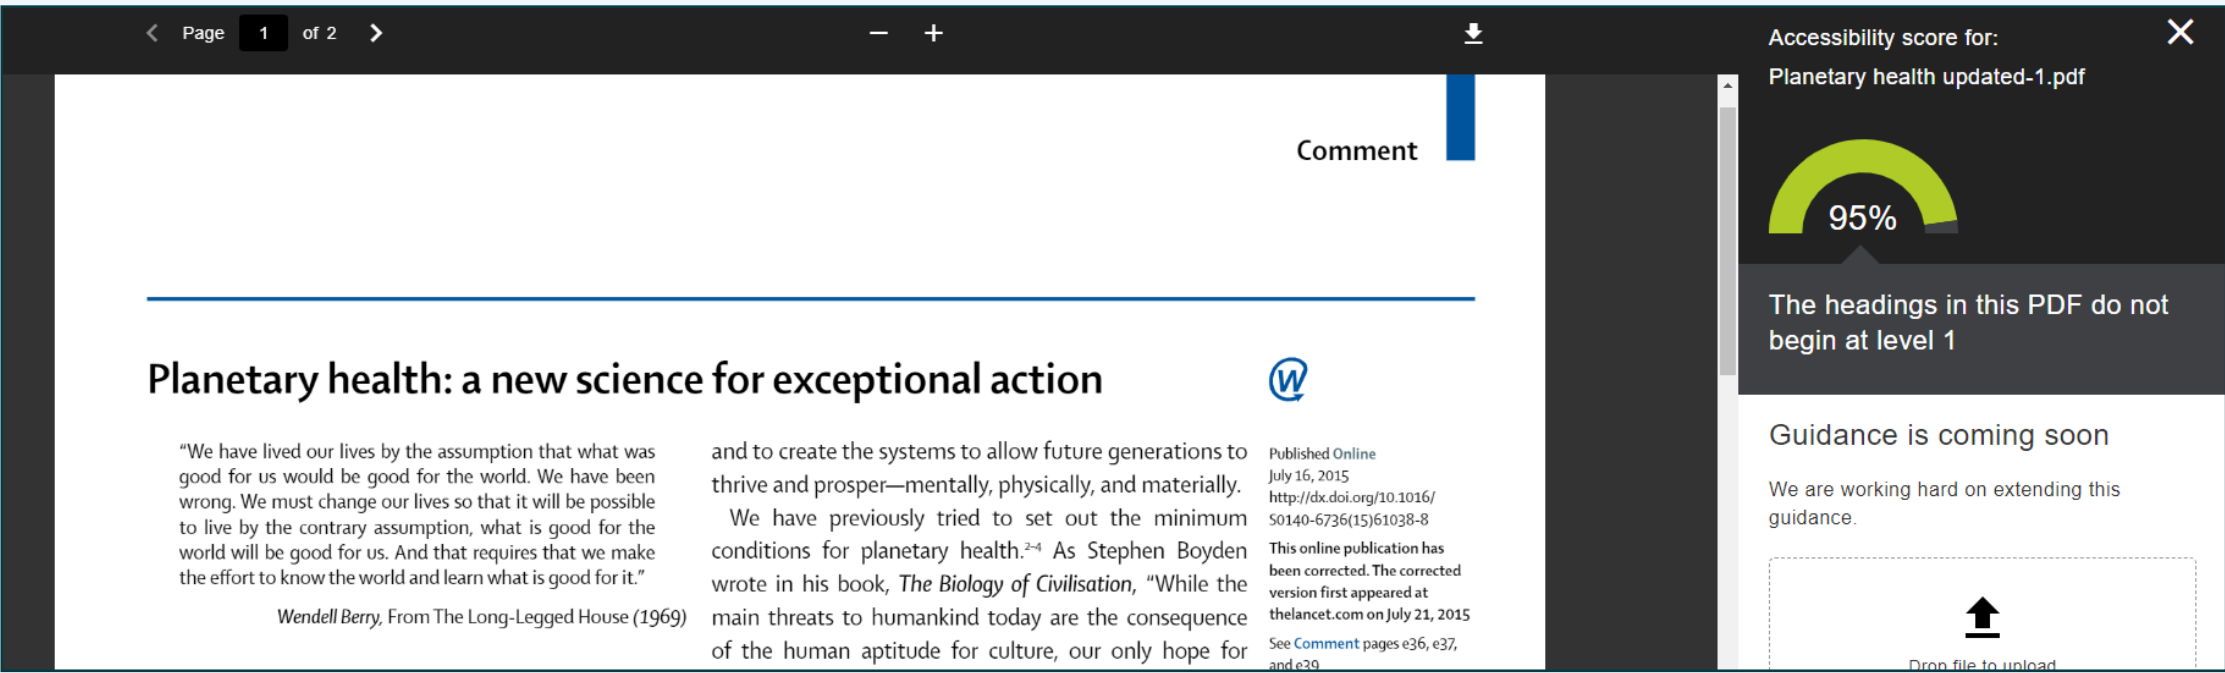 Page 1 of 2
Comment
Planetary health: a new science for exceptional action
“We have lived our lives by the assumption that what was
good for us would be good for the world. We have been
wrong. We must change our lives so that it will be possible
to live by the contrary assumption, what is good for the
world will be good for us. And that requires that we make
the effort to know the world and learn what is good for it.”
Wendell Berry, From The Long-Legged House (1969)
and to create the systems to allow future generations to
thrive and prosper—mentally, physically, and materially.
We have previously tried to set out the minimum
conditions for planetary health.²⁻⁴ As Stephen Boyden
wrote in his book, The Biology of Civilisation, “While the
main threats to humankind today are the consequence
of the human aptitude for culture, our only hope for
W
Published Online
July 16, 2015
http://dx.doi.org/10.1016/
S0140-6736(15)61038-8
This online publication has
been corrected. The corrected
version first appeared at
thelancet.com on July 21, 2015
See Comment pages e36, e37,
and e39
Accessibility score for:
Planetary health updated-1.pdf
95%
The headings in this PDF do not
begin at level 1
Guidance is coming soon
We are working hard on extending this
guidance.
Drop file to upload